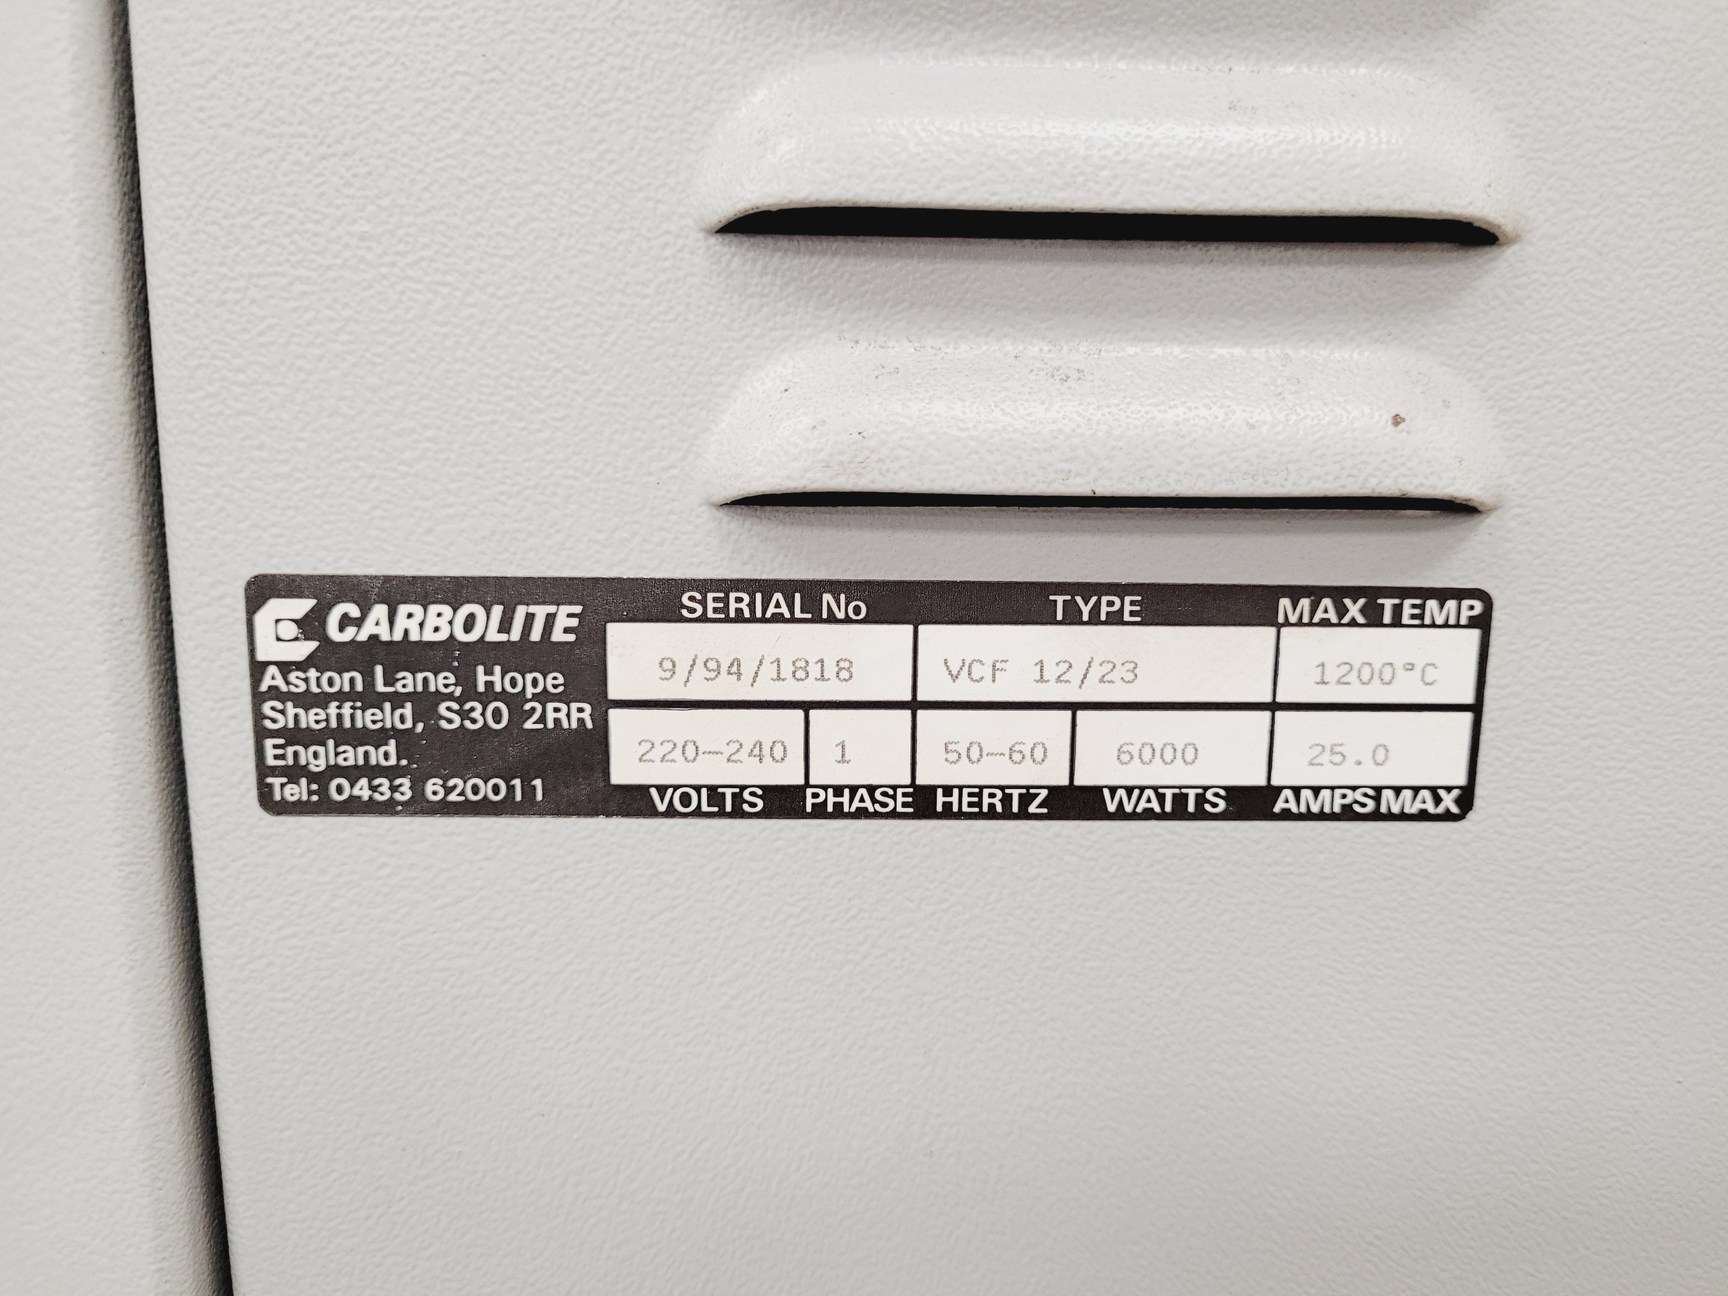 CARBOLITE
Aston Lane, Hope
Sheffield, S30 2RR
England.
Tel: 0433 620011
SERIAL No TYPE MAX TEMP
9/94/1818 VCF 12/23 1200°C
220-240 1 50-60 6000 25.0
VOLTS PHASE HERTZ WATTS AMPS MAX